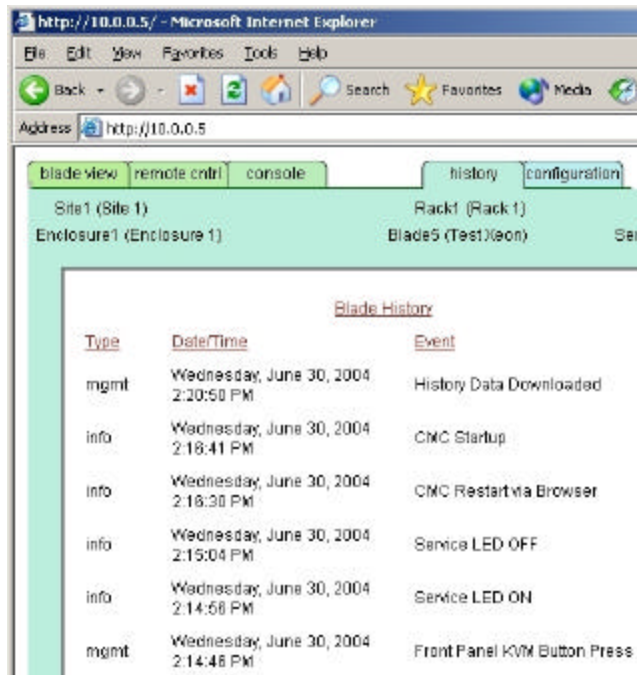 http://10.0.0.5/ - Microsoft Internet Explorer
File Edit View Favorites Tools Help
Back Search Favorites Media
Address http://10.0.0.5
blade view remote cntrl console history configuration
Site1 (Site 1) Rack1 (Rack 1)
Enclosure1 (Enclosure 1) Blade5 (Test Xeon) Ser
Blade History
Type Date/Time Event
mgmt Wednesday, June 30, 2004 2:20:50 PM History Data Downloaded
info Wednesday, June 30, 2004 2:16:41 PM CMC Startup
info Wednesday, June 30, 2004 2:16:30 PM CMC Restart via Browser
info Wednesday, June 30, 2004 2:15:04 PM Service LED OFF
info Wednesday, June 30, 2004 2:14:56 PM Service LED ON
mgmt Wednesday, June 30, 2004 2:14:46 PM Front Panel KVM Button Press